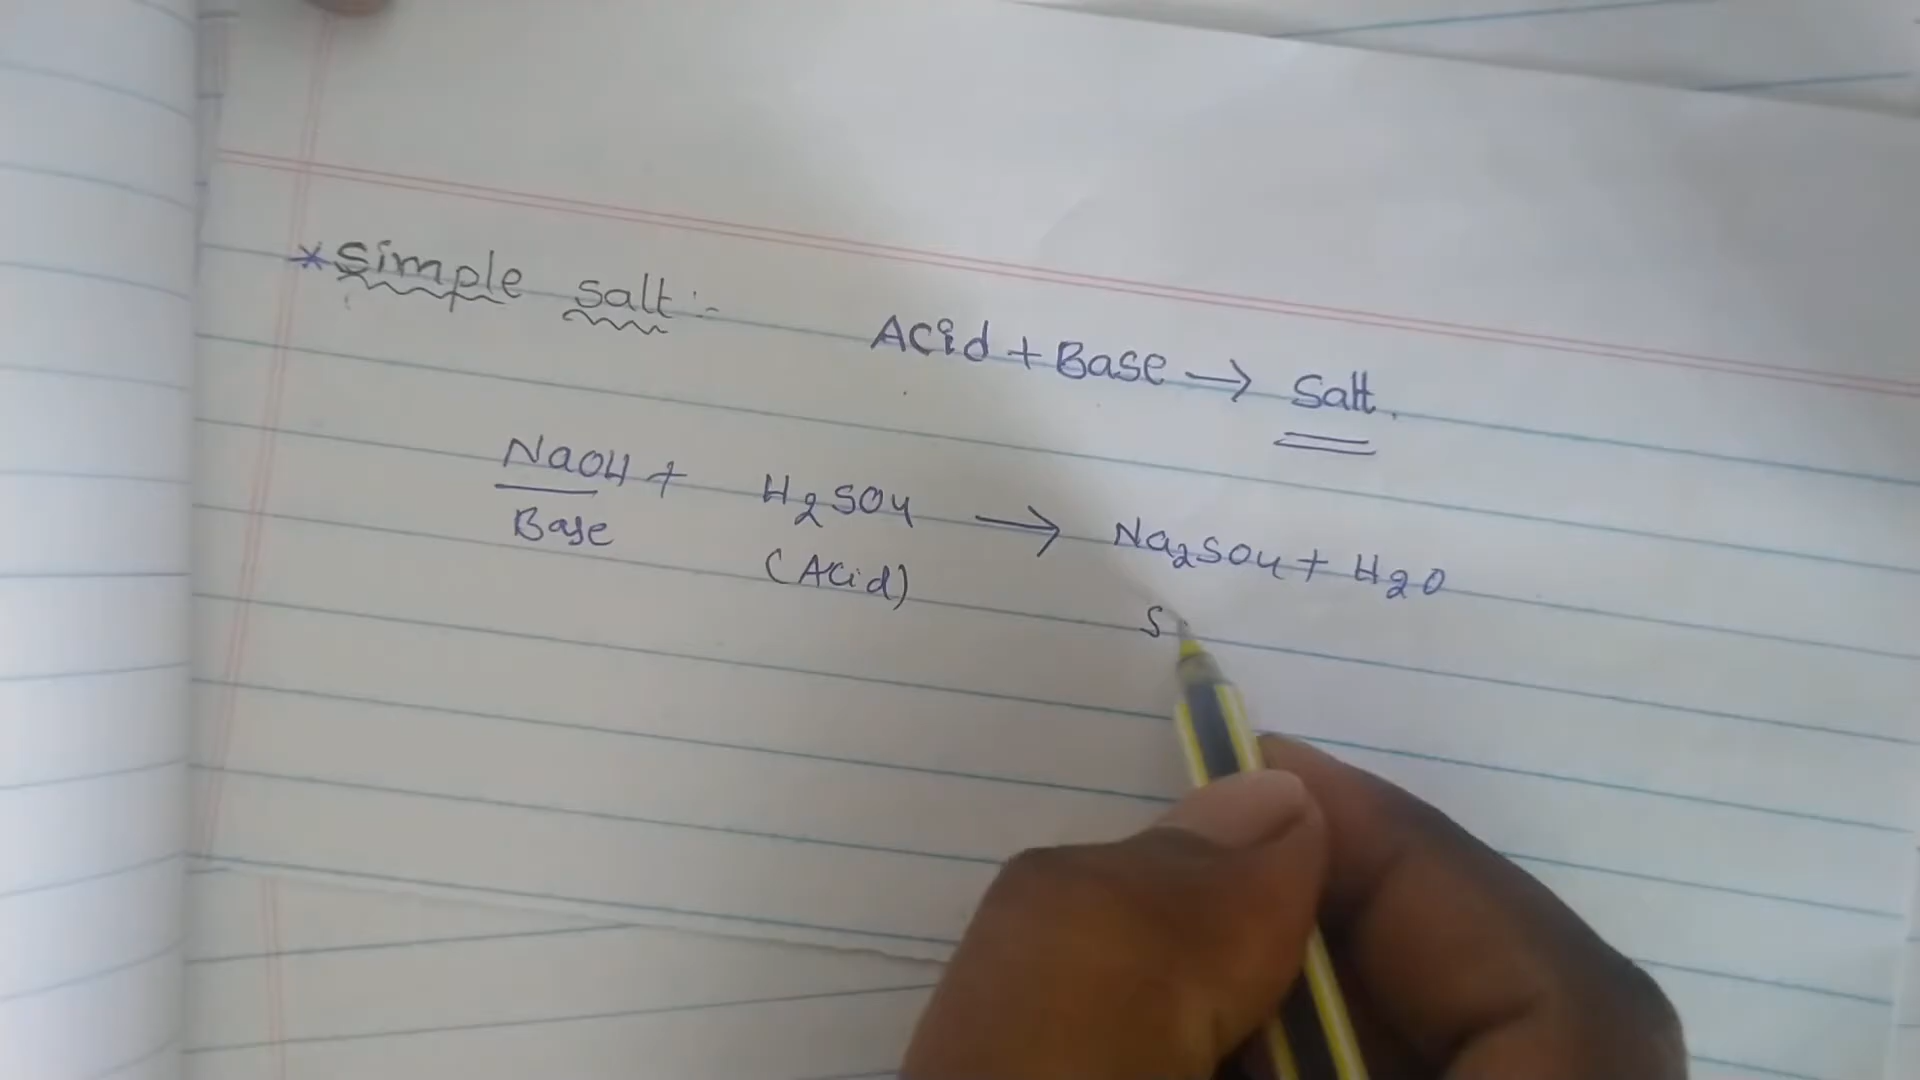 *Simple salt:-
Acid + Base → Salt.
NaOH + H2SO4 → Na2SO4 + H2O
Base (Acid) S